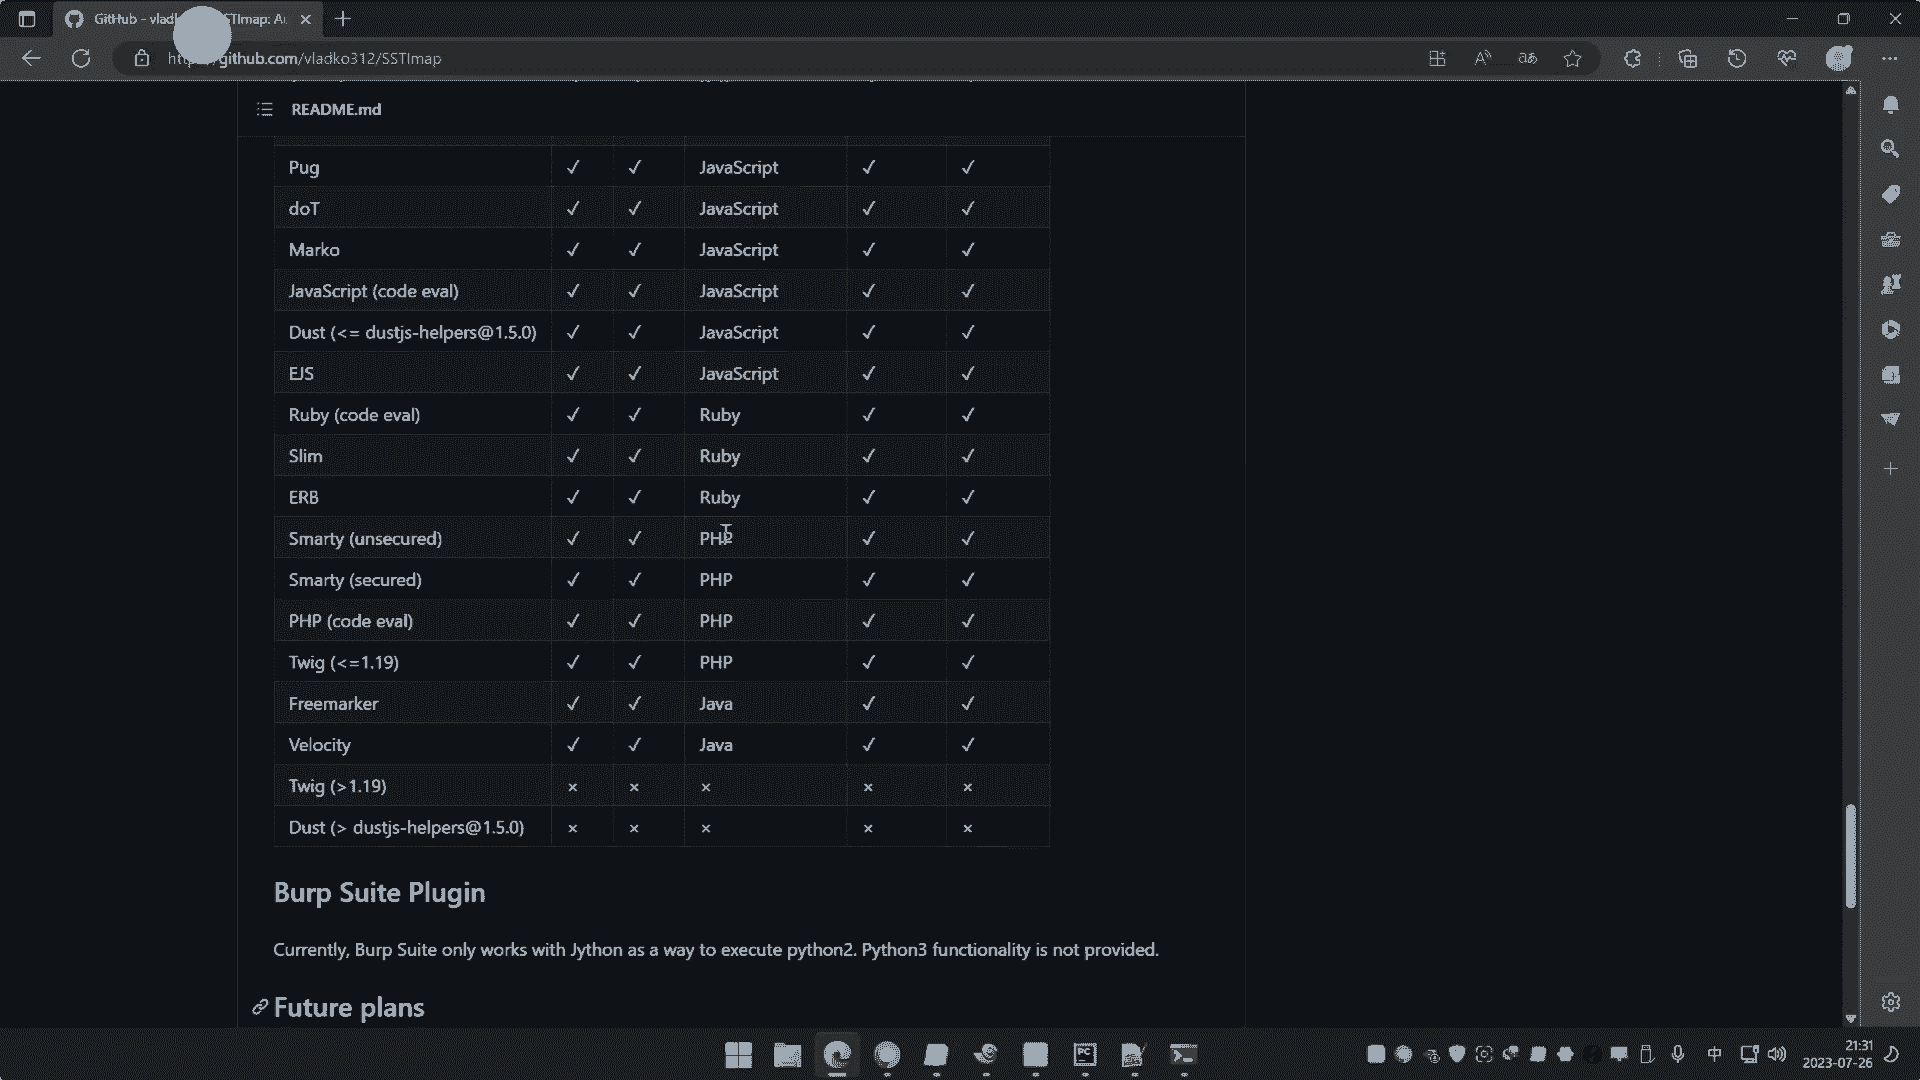 GitHub - vlad STImap: Au
github.com/vladko312/SSTImap
README.md
Pug ✓ ✓ JavaScript ✓ ✓
doT ✓ ✓ JavaScript ✓ ✓
Marko ✓ ✓ JavaScript ✓ ✓
JavaScript (code eval) ✓ ✓ JavaScript ✓ ✓
Dust (<= dustjs-helpers@1.5.0) ✓ ✓ JavaScript ✓ ✓
EJS ✓ ✓ JavaScript ✓ ✓
Ruby (code eval) ✓ ✓ Ruby ✓ ✓
Slim ✓ ✓ Ruby ✓ ✓
ERB ✓ ✓ Ruby ✓ ✓
Smarty (unsecured) ✓ ✓ PHP ✓ ✓
Smarty (secured) ✓ ✓ PHP ✓ ✓
PHP (code eval) ✓ ✓ PHP ✓ ✓
Twig (<=1.19) ✓ ✓ PHP ✓ ✓
Freemarker ✓ ✓ Java ✓ ✓
Velocity ✓ ✓ Java ✓ ✓
Twig (>1.19) × × × × ×
Dust (> dustjs-helpers@1.5.0) × × × × ×
Burp Suite Plugin
Currently, Burp Suite only works with Jython as a way to execute python2. Python3 functionality is not provided.
Future plans
中
21:31
2023-07-26